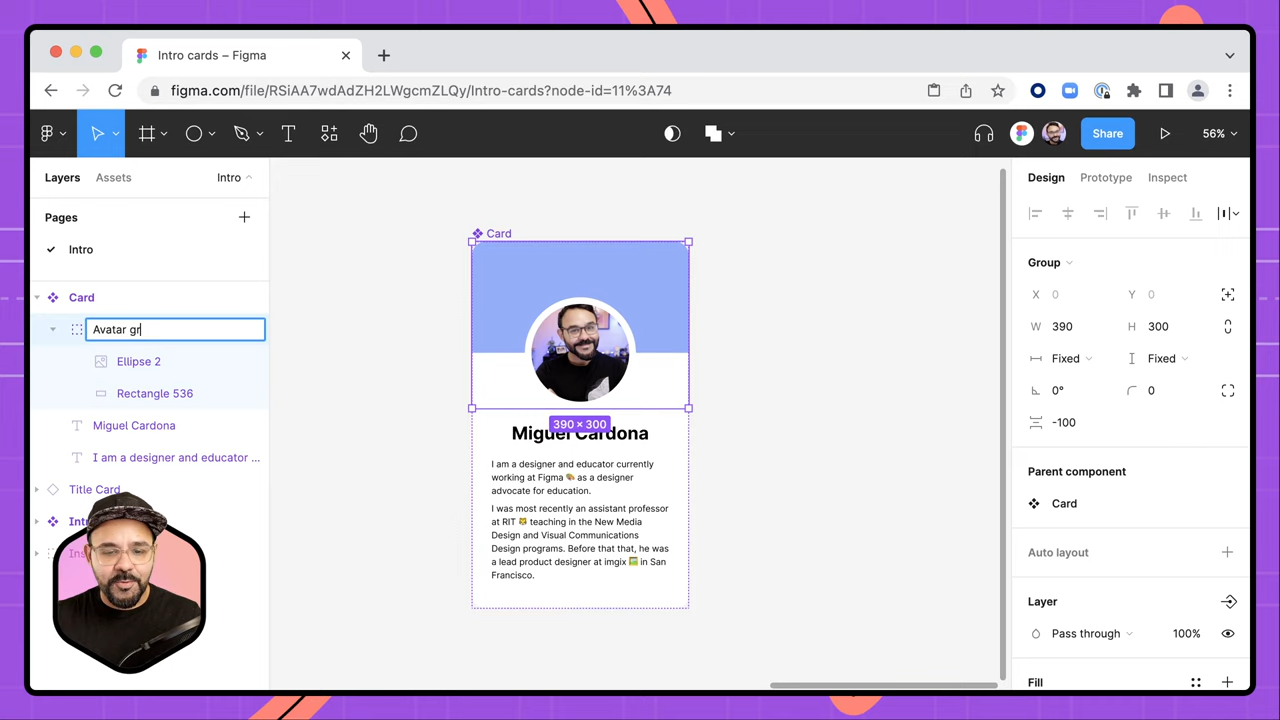 Intro cards – Figma
figma.com/file/RSiAA7wdAdZH2LWgcmZLQy/Intro-cards?node-id=11%3A74
Share
56%
Layers
Assets
Intro
Pages
Intro
Card
Avatar gr
Ellipse 2
Rectangle 536
Miguel Cardona
I am a designer and educator ...
Title Card
Card
390 × 300
Miguel Cardona
I am a designer and educator currently
working at Figma 🎨 as a designer
advocate for education.
I was most recently an assistant professor
at RIT 🐯 teaching in the New Media
Design and Visual Communications
Design programs. Before that that, he was
a lead product designer at imgix 🖼️ in San
Francisco.
Design
Prototype
Inspect
Group
X 0
Y 0
W 390
H 300
Fixed
Fixed
0°
0
-100
Parent component
Card
Auto layout
Layer
Pass through
100%
Fill